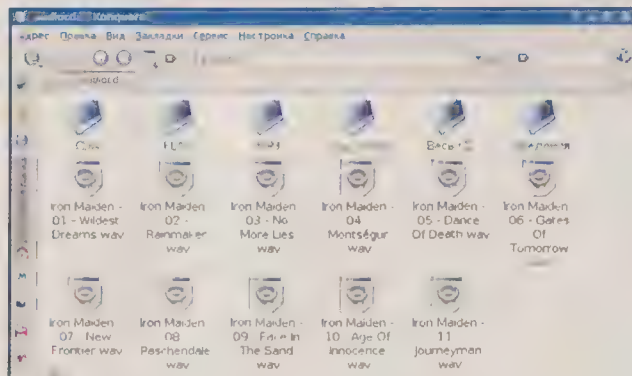 Konqueror
Адрес Правка Вид Закладки Сервис Настройка Справка
Iron Maiden - Iron Maiden Iron Maiden Iron Maiden Iron Maiden - Iron Maiden
01 - Wildest 02 - 03 - No 04 05 - Dance 06 - Gates
Dreams wav Rainmaker More Lies Montségur Of Death wav Of
wav wav wav Tomorrow
Iron Maiden Iron Maiden Iron Maiden - Iron Maiden - Iron Maiden -
07 - New 08 09 - Face In 10 - Age Of 11
Frontier wav Paschendale The Sand Innocence Journeyman
wav wav wav wav